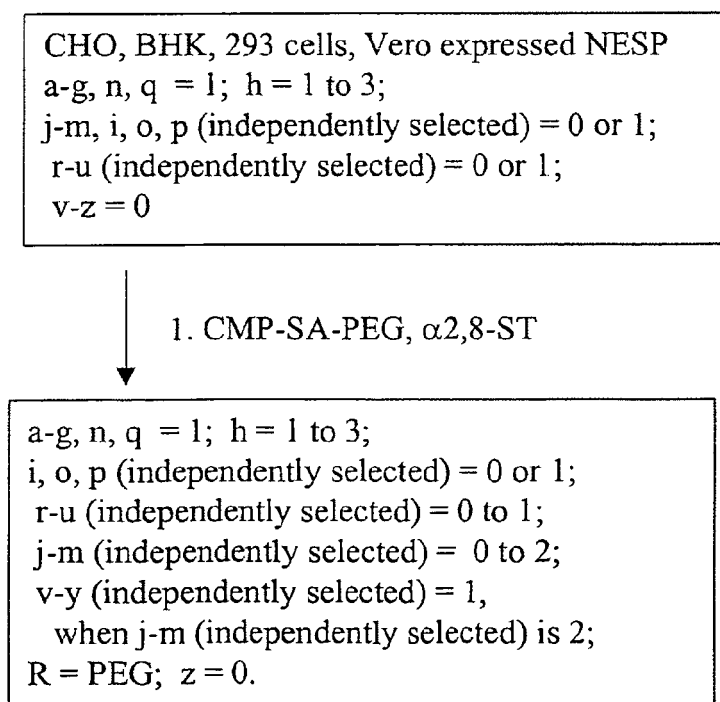 CHO, BHK, 293 cells, Vero expressed NESP
a-g, n, q = 1; h = 1 to 3;
j-m, i, o, p (independently selected) = 0 or 1;
r-u (independently selected) = 0 or 1;
v-z = 0
1. CMP-SA-PEG, α2,8-ST
a-g, n, q = 1; h = 1 to 3;
i, o, p (independently selected) = 0 or 1;
r-u (independently selected) = 0 to 1;
j-m (independently selected) = 0 to 2;
v-y (independently selected) = 1,
when j-m (independently selected) is 2;
R = PEG; z = 0.